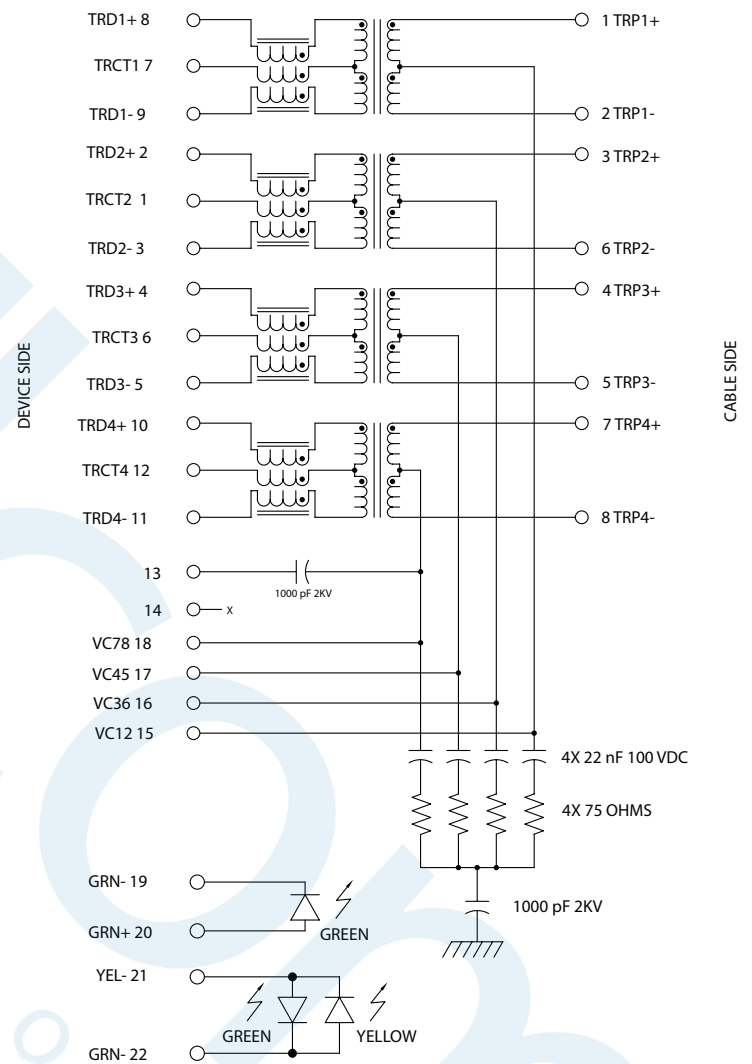 TRD1+ 8
1 TRP1+
TRCT1 7
TRD1- 9
2 TRP1-
TRD2+ 2
3 TRP2+
TRCT2 1
TRD2- 3
6 TRP2-
TRD3+ 4
4 TRP3+
TRCT3 6
TRD3- 5
5 TRP3-
TRD4+ 10
7 TRP4+
TRCT4 12
TRD4- 11
8 TRP4-
DEVICE SIDE
CABLE SIDE
13
1000 pF 2KV
14
x
VC78 18
VC45 17
VC36 16
VC12 15
4X 22 nF 100 VDC
4X 75 OHMS
GRN- 19
1000 pF 2KV
GRN+ 20
GREEN
YEL- 21
GREEN
YELLOW
GRN- 22